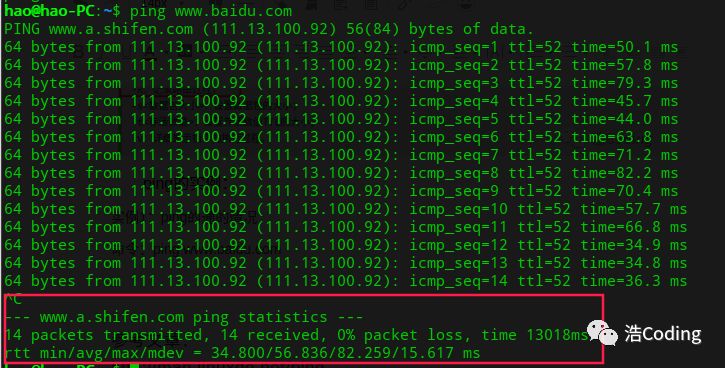 hao@hao-PC:~$ ping www.baidu.com
PING www.a.shifen.com (111.13.100.92) 56(84) bytes of data.
64 bytes from 111.13.100.92 (111.13.100.92): icmp_seq=1 ttl=52 time=50.1 ms
64 bytes from 111.13.100.92 (111.13.100.92): icmp_seq=2 ttl=52 time=57.8 ms
64 bytes from 111.13.100.92 (111.13.100.92): icmp_seq=3 ttl=52 time=79.3 ms
64 bytes from 111.13.100.92 (111.13.100.92): icmp_seq=4 ttl=52 time=45.7 ms
64 bytes from 111.13.100.92 (111.13.100.92): icmp_seq=5 ttl=52 time=44.0 ms
64 bytes from 111.13.100.92 (111.13.100.92): icmp_seq=6 ttl=52 time=63.8 ms
64 bytes from 111.13.100.92 (111.13.100.92): icmp_seq=7 ttl=52 time=71.2 ms
64 bytes from 111.13.100.92 (111.13.100.92): icmp_seq=8 ttl=52 time=82.2 ms
64 bytes from 111.13.100.92 (111.13.100.92): icmp_seq=9 ttl=52 time=70.4 ms
64 bytes from 111.13.100.92 (111.13.100.92): icmp_seq=10 ttl=52 time=57.7 ms
64 bytes from 111.13.100.92 (111.13.100.92): icmp_seq=11 ttl=52 time=66.8 ms
64 bytes from 111.13.100.92 (111.13.100.92): icmp_seq=12 ttl=52 time=34.9 ms
64 bytes from 111.13.100.92 (111.13.100.92): icmp_seq=13 ttl=52 time=34.8 ms
64 bytes from 111.13.100.92 (111.13.100.92): icmp_seq=14 ttl=52 time=36.3 ms
^C
--- www.a.shifen.com ping statistics ---
14 packets transmitted, 14 received, 0% packet loss, time 13018ms
rtt min/avg/max/mdev = 34.800/56.836/82.259/15.617 ms
浩Coding